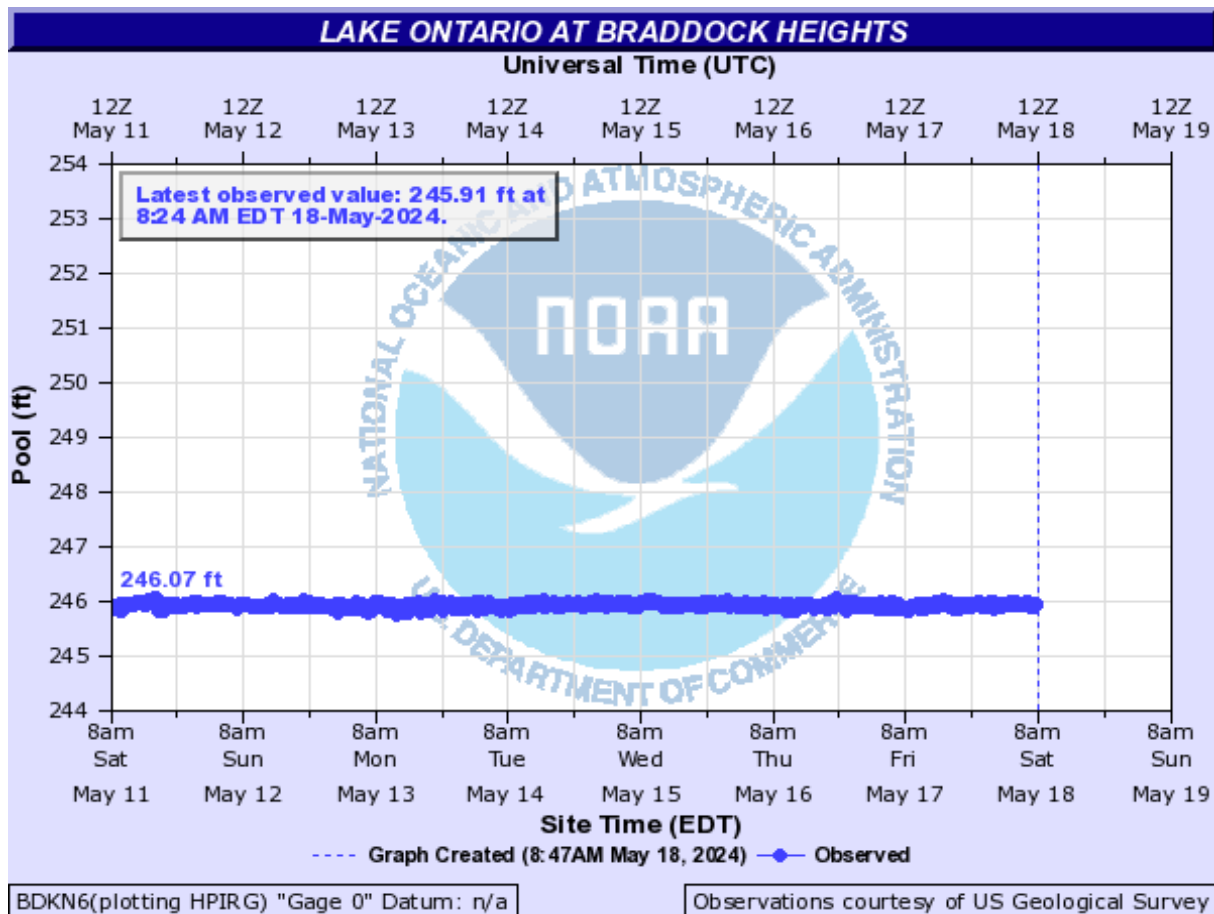 LAKE ONTARIO AT BRADDOCK HEIGHTS
Universal Time (UTC)
12Z 12Z 12Z 12Z 12Z 12Z 12Z 12Z 12Z
May 11 May 12 May 13 May 14 May 15 May 16 May 17 May 18 May 19
Latest observed value: 245.91 ft at
8:24 AM EDT 18-May-2024.
254
253
252
251
250
249
248
247
246
245
244
Pool (ft)
246.07 ft
NATIONAL OCEANIC AND ATMOSPHERIC ADMINISTRATION
NOAA
U.S. DEPARTMENT OF COMMERCE
8am 8am 8am 8am 8am 8am 8am 8am 8am
Sat Sun Mon Tue Wed Thu Fri Sat Sun
May 11 May 12 May 13 May 14 May 15 May 16 May 17 May 18 May 19
Site Time (EDT)
Graph Created (8:47AM May 18, 2024) Observed
BDKN6(plotting HPIRG) "Gage 0" Datum: n/a
Observations courtesy of US Geological Survey